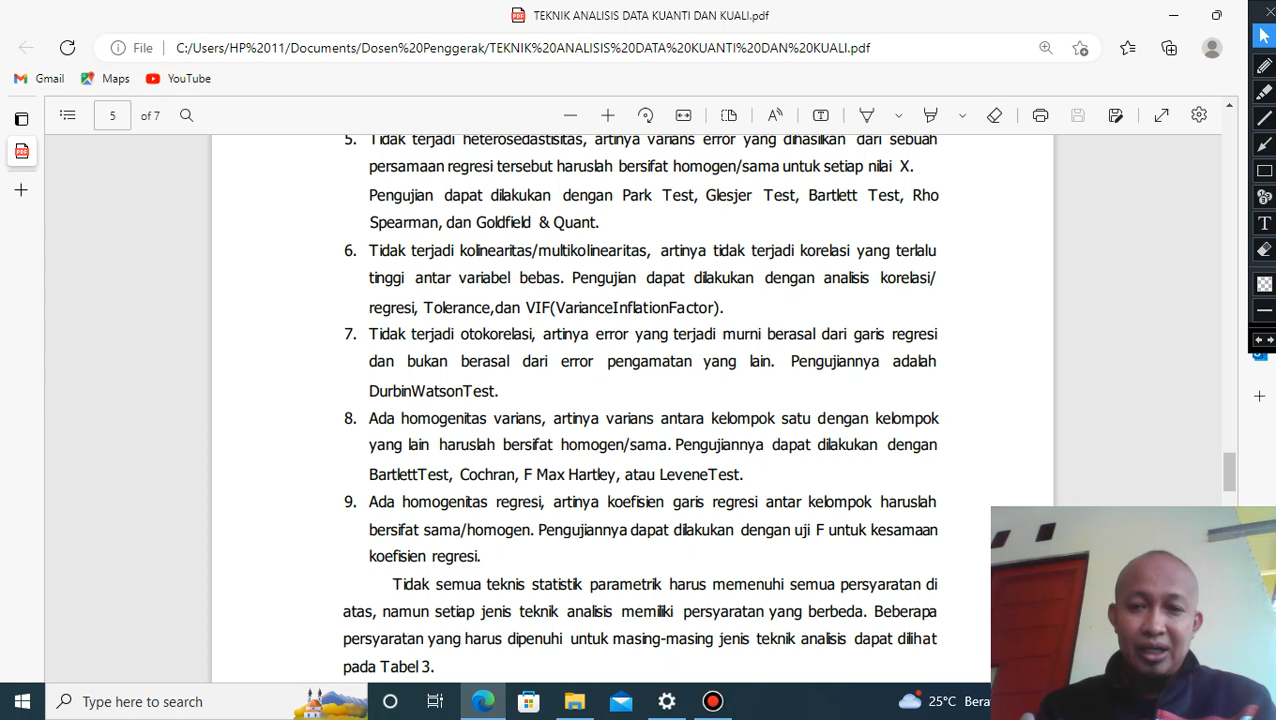 TEKNIK ANALISIS DATA KUANTI DAN KUALI.pdf
File C:/Users/HP%2011/Documents/Dosen%20Penggerak/TEKNIK%20ANALISIS%20DATA%20KUANTI%20DAN%20KUALI.pdf
Gmail Maps YouTube
5 of 7
5. Tidak terjadi heterosedastisitas, artinya varians error yang dihasilkan dari sebuah
persamaan regresi tersebut haruslah bersifat homogen/sama untuk setiap nilai X.
Pengujian dapat dilakukan dengan Park Test, Glesjer Test, Bartlett Test, Rho
Spearman, dan Goldfield & Quant.
6. Tidak terjadi kolinearitas/multikolinearitas, artinya tidak terjadi korelasi yang terlalu
tinggi antar variabel bebas. Pengujian dapat dilakukan dengan analisis korelasi/
regresi, Tolerance,dan VIF(VarianceInflationFactor).
7. Tidak terjadi otokorelasi, artinya error yang terjadi murni berasal dari garis regresi
dan bukan berasal dari error pengamatan yang lain. Pengujiannya adalah
DurbinWatsonTest.
8. Ada homogenitas varians, artinya varians antara kelompok satu dengan kelompok
yang lain haruslah bersifat homogen/sama. Pengujiannya dapat dilakukan dengan
BartlettTest, Cochran, F Max Hartley, atau LeveneTest.
9. Ada homogenitas regresi, artinya koefisien garis regresi antar kelompok haruslah
bersifat sama/homogen. Pengujiannya dapat dilakukan dengan uji F untuk kesamaan
koefisien regresi.
Tidak semua teknis statistik parametrik harus memenuhi semua persyaratan di
atas, namun setiap jenis teknik analisis memiliki persyaratan yang berbeda. Beberapa
persyaratan yang harus dipenuhi untuk masing-masing jenis teknik analisis dapat dilihat
pada Tabel 3.
Type here to search
25°C Bera